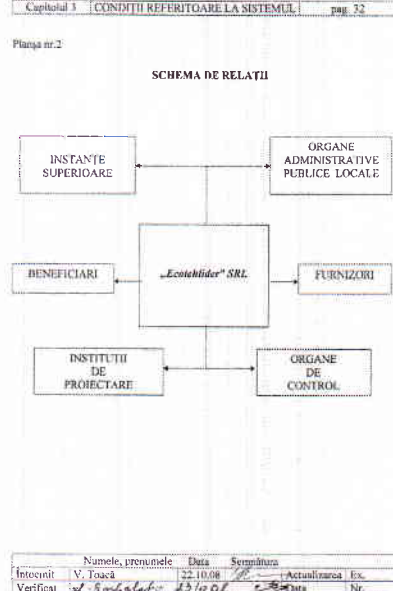 Capitolul 3 CONDIȚII REFERITOARE LA SISTEMUL pag. 32
Planșa nr.2
SCHEMA DE RELAȚII
INSTANȚE
SUPERIOARE
ORGANE
ADMINISTRATIVE
PUBLICE LOCALE
BENEFICIARI
„Ecotehlider” SRL
FURNIZORI
INSTITUȚII
DE
PROIECTARE
ORGANE
DE
CONTROL
Numele, prenumele Data Semnătura
Întocmit V. Toacă 22.10.08 Actualizarea Ex.
Verificat Data Nr.